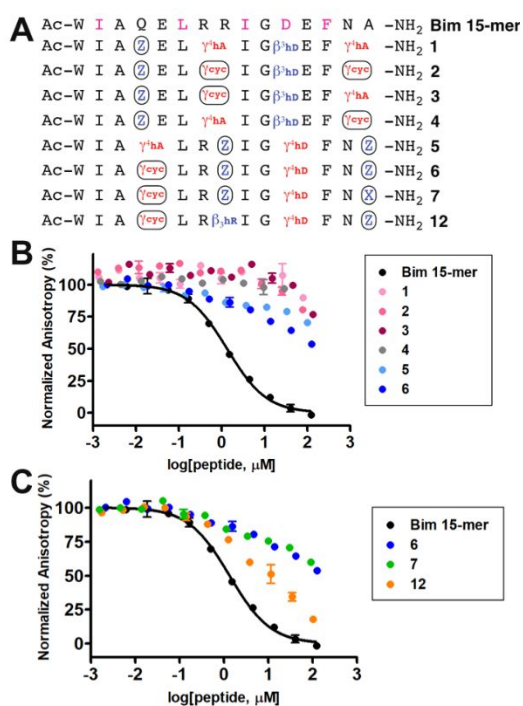 A
Ac-W I A Q E L R R I G D E F N A -NH₂ Bim 15-mer
Ac-W I A Z E L γ⁴hA I G β³hD E F γ⁴hA -NH₂ 1
Ac-W I A Z E L γcyc I G β³hD E F γcyc -NH₂ 2
Ac-W I A Z E L γcyc I G β³hD E F γ⁴hA -NH₂ 3
Ac-W I A Z E L γ⁴hA I G β³hD E F γcyc -NH₂ 4
Ac-W I A γ⁴hA L R Z I G γ⁴hD F N Z -NH₂ 5
Ac-W I A γcyc L R Z I G γ⁴hD F N Z -NH₂ 6
Ac-W I A γcyc L R Z I G γ⁴hD F N X -NH₂ 7
Ac-W I A γcyc L R β₃hR I G γ⁴hD F N Z -NH₂ 12
B
Normalized Anisotropy (%)
125
100
75
50
25
0
-3 -2 -1 0 1 2 3
log[peptide, µM]
Bim 15-mer
1
2
3
4
5
6
C
Normalized Anisotropy (%)
125
100
75
50
25
0
-3 -2 -1 0 1 2 3
log[peptide, µM]
Bim 15-mer
6
7
12